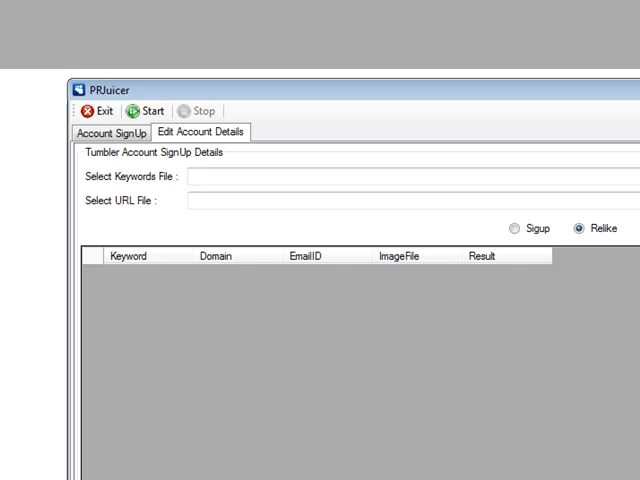 PRJuicer
Exit Start Stop
Account SignUp Edit Account Details
Tumbler Account SignUp Details
Select Keywords File :
Select URL File :
Sigup Relike
Keyword Domain EmailID ImageFile Result